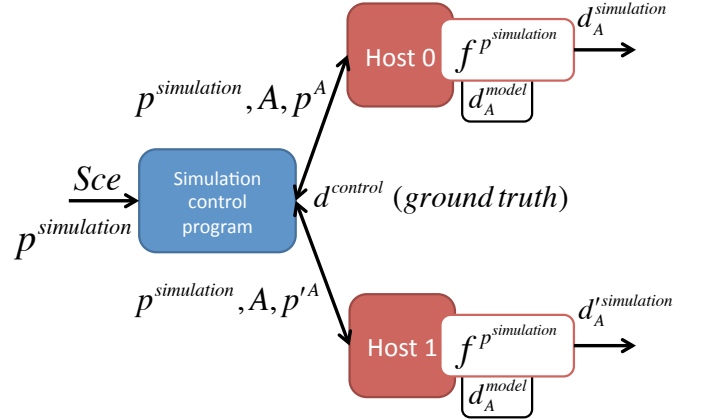 d_A^{simulation}
Host 0
f^{p^{simulation}}
d_A^{model}
p^{simulation}, A, p^A
Sce
p^{simulation}
Simulation
control
program
d^{control} (ground truth)
p^{simulation}, A, p'^A
d'_A^{simulation}
Host 1
f^{p^{simulation}}
d_A^{model}